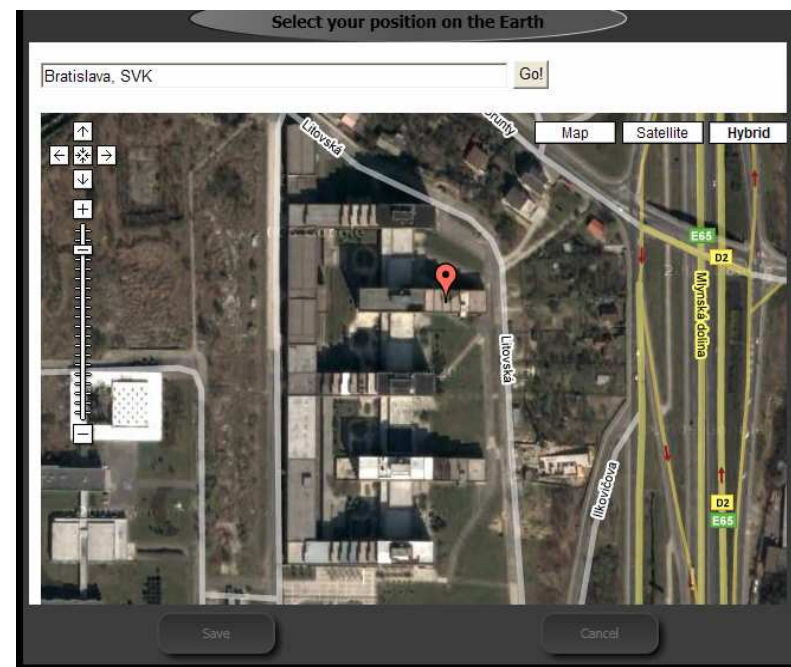 Select your position on the Earth
Bratislava, SVK
Go!
Map
Satellite
Hybrid
Litovská
E65
D2
Mlynská dolina
Litovská
Ilkovičova
D2
E65
Save
Cancel